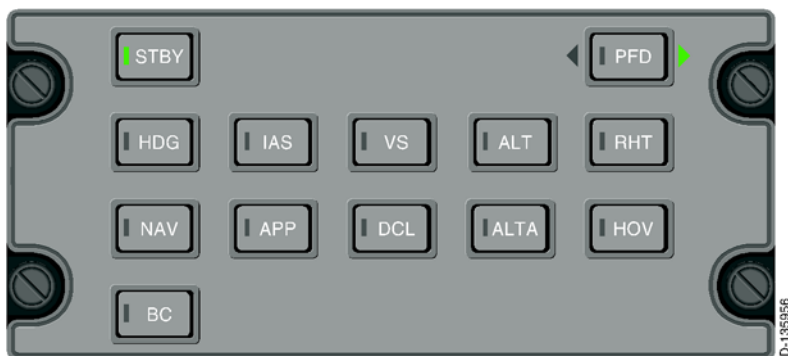 STBY PFD
HDG IAS VS ALT RHT
NAV APP DCL ALTA HOV
BC
D-135956